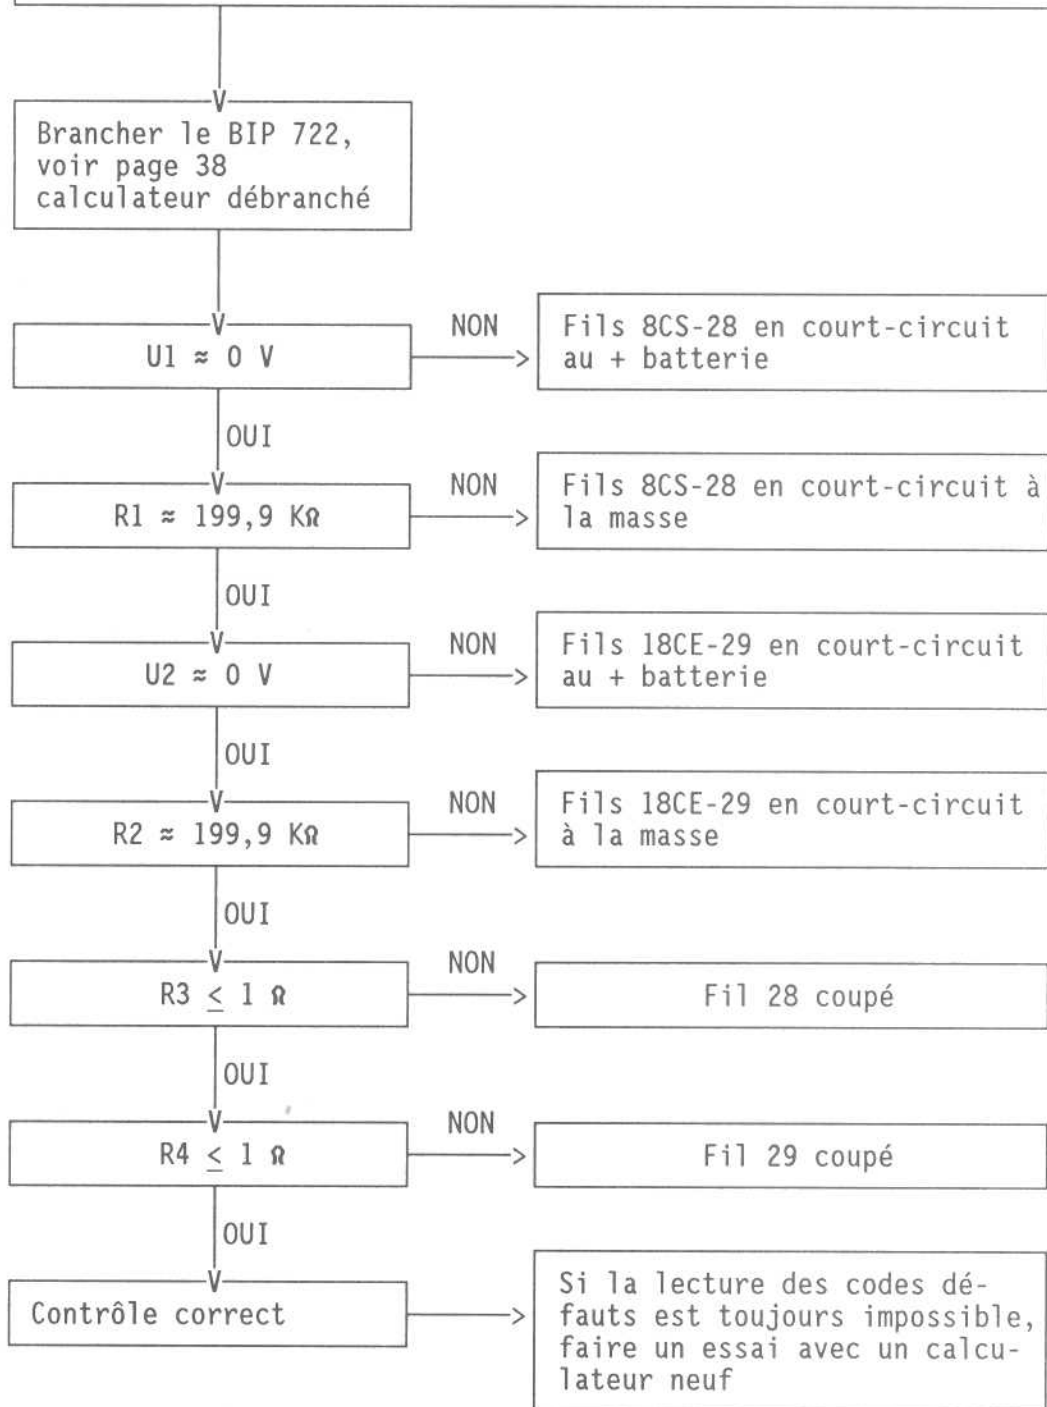 Brancher le BIP 722,
voir page 38
calculateur débranché
U1 ≈ 0 V
NON
Fils 8CS-28 en court-circuit
au + batterie
OUI
R1 ≈ 199,9 KΩ
NON
Fils 8CS-28 en court-circuit à
la masse
OUI
U2 ≈ 0 V
NON
Fils 18CE-29 en court-circuit
au + batterie
OUI
R2 ≈ 199,9 KΩ
NON
Fils 18CE-29 en court-circuit
à la masse
OUI
R3 ≤ 1 Ω
NON
Fil 28 coupé
OUI
R4 ≤ 1 Ω
NON
Fil 29 coupé
OUI
Contrôle correct
Si la lecture des codes dé-
fauts est toujours impossible,
faire un essai avec un calcu-
lateur neuf